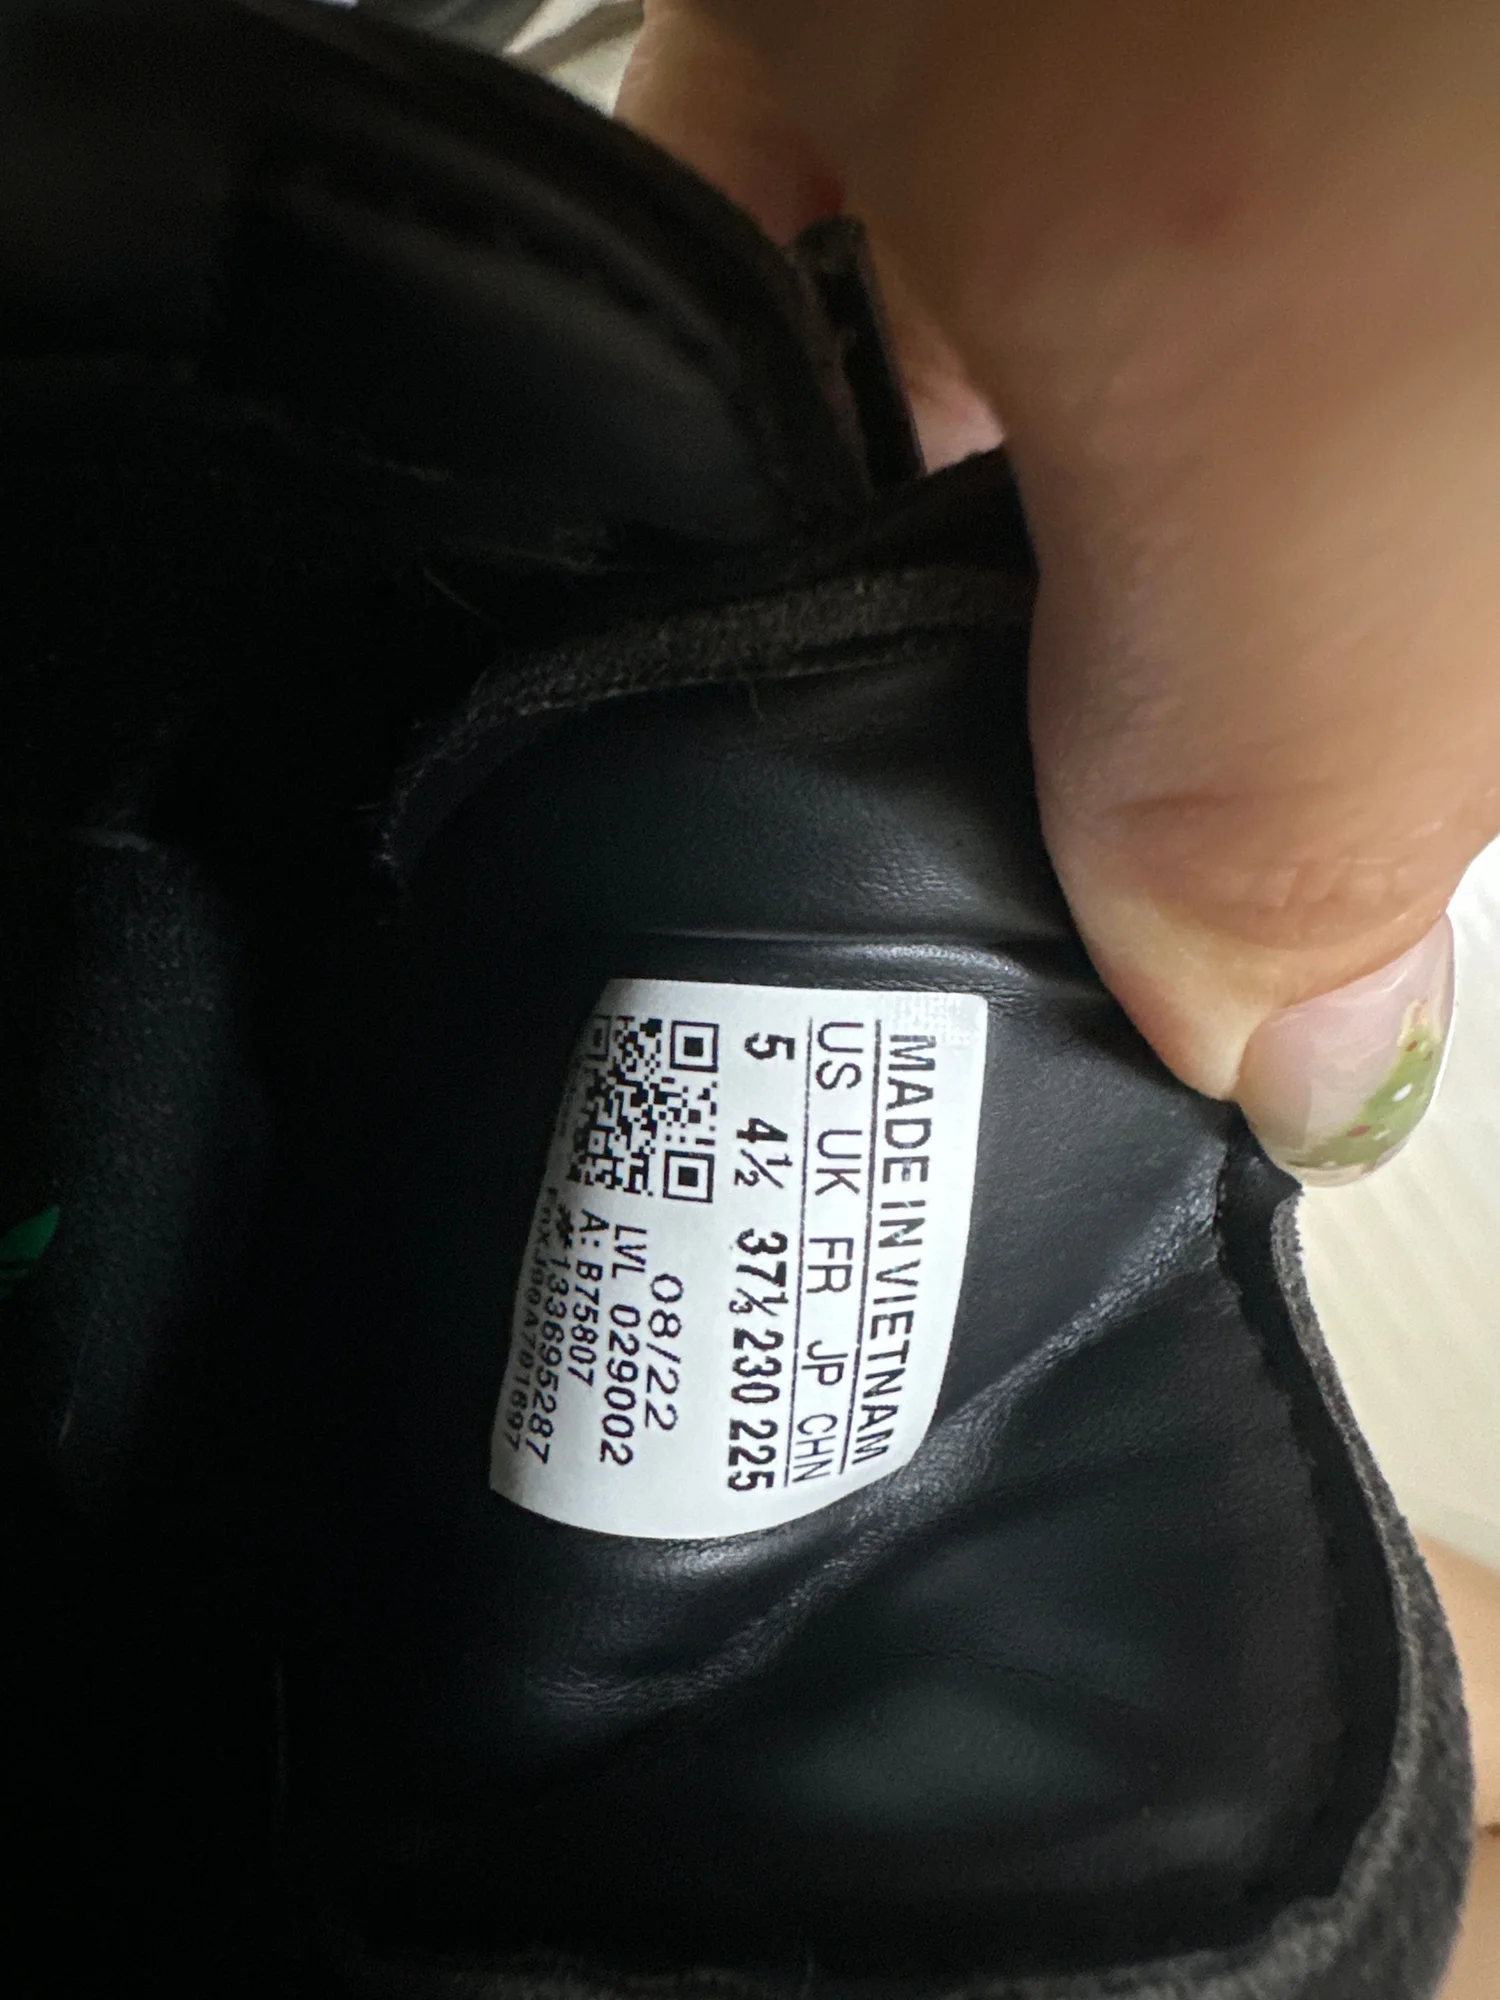 MADE IN VIETNAM
US UK FR JP CHN
5 4½ 37⅓ 230 225
08/22
LVL 029002
A: B75807
133695287